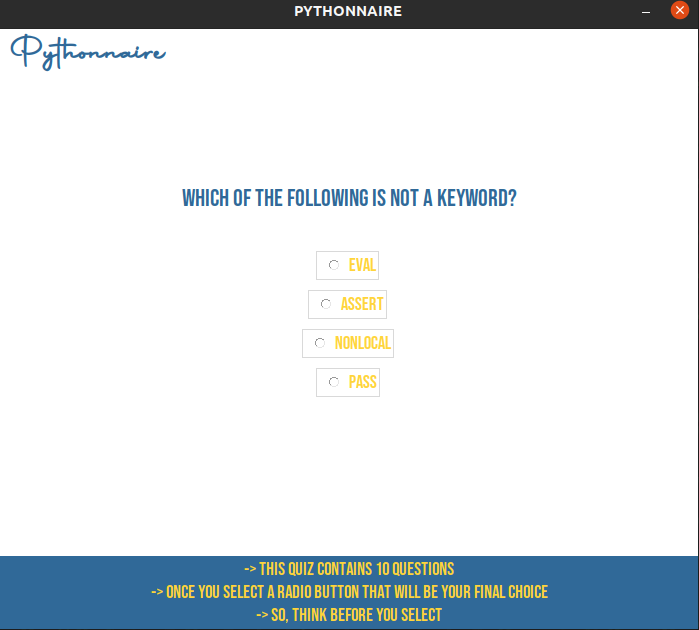 PYTHONNAIRE
Pythonnaire
WHICH OF THE FOLLOWING IS NOT A KEYWORD?
EVAL
ASSERT
NONLOCAL
PASS
-> THIS QUIZ CONTAINS 10 QUESTIONS
-> ONCE YOU SELECT A RADIO BUTTON THAT WILL BE YOUR FINAL CHOICE
-> SO, THINK BEFORE YOU SELECT